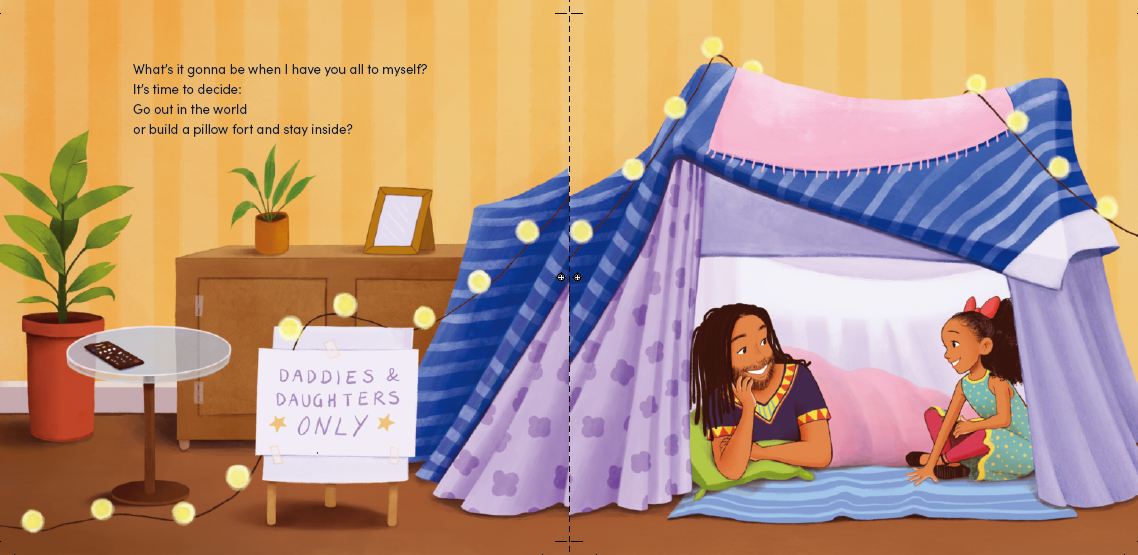 What's it gonna be when I have you all to myself?
It's time to decide:
Go out in the world
or build a pillow fort and stay inside?
DADDIES &
DAUGHTERS
ONLY